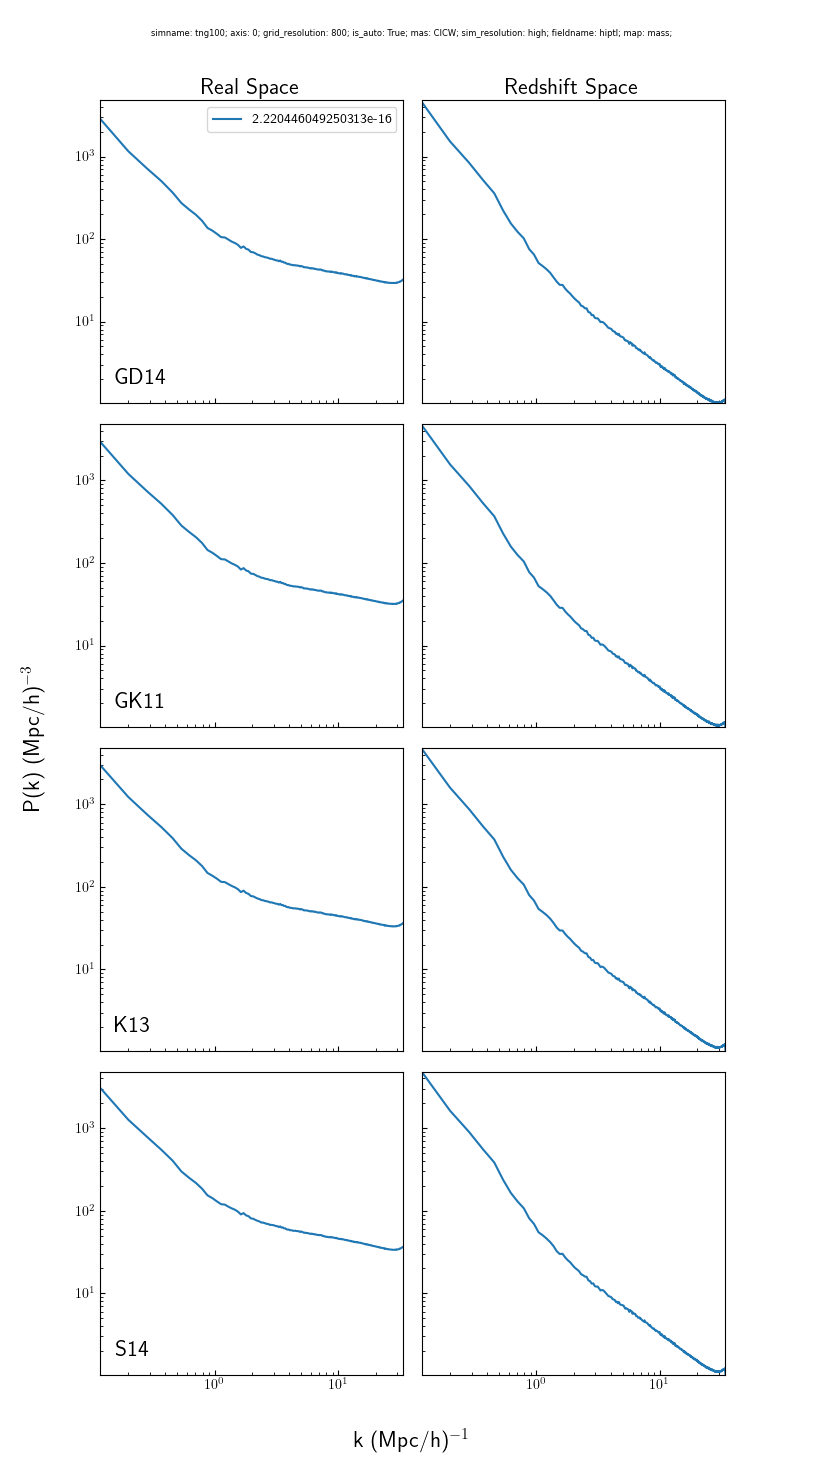 simname: tng100; axis: 0; grid_resolution: 800; is_auto: True; mas: CICW; sim_resolution: high; fieldname: hiptl; map: mass;
Real Space Redshift Space
2.220446049250313e-16
10³
10²
10¹
GD14
10³
10²
10¹
GK11
P(k) (Mpc/h)⁻³
10³
10²
10¹
K13
10³
10²
10¹
S14
10⁰ 10¹ 10⁰ 10¹
k (Mpc/h)⁻¹